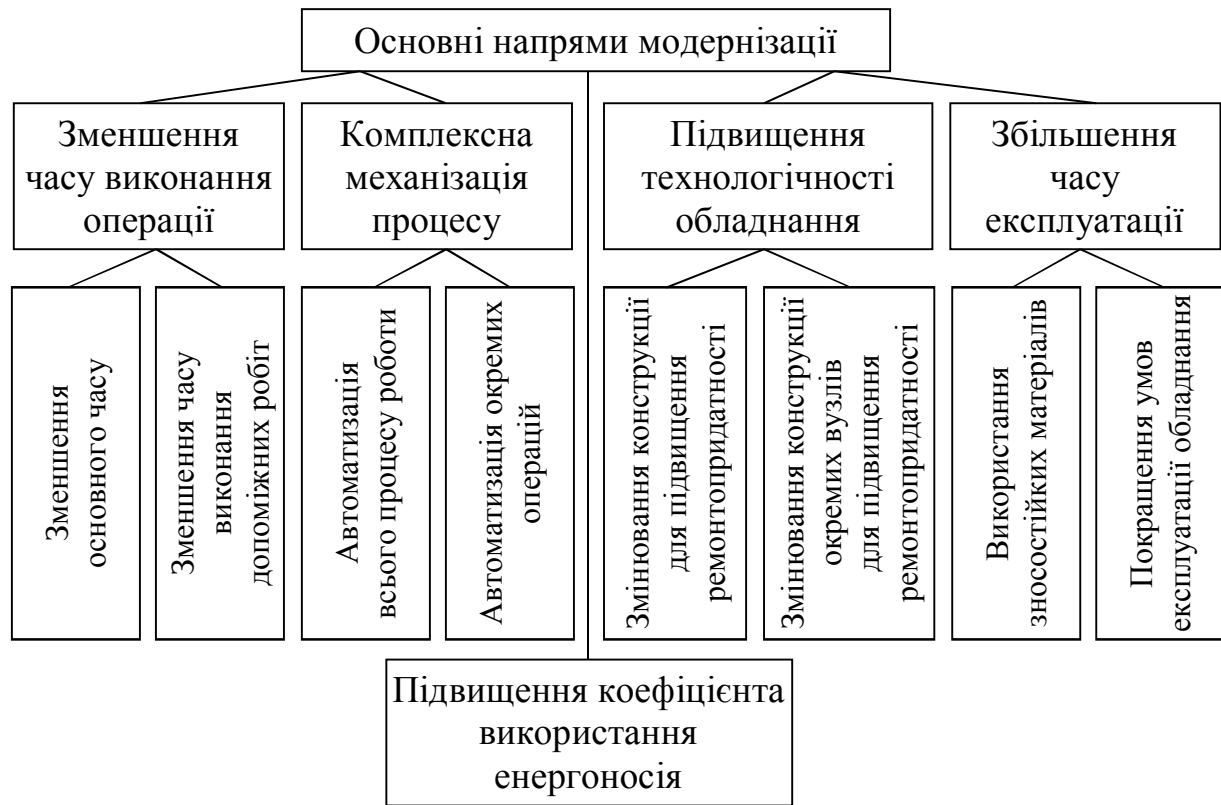 Основні напрями модернізації
Зменшення
часу виконання
операції
Комплексна
механізація
процесу
Підвищення
технологічності
обладнання
Збільшення
часу
експлуатації
Зменшення
основного часу
Зменшення часу
виконання
допоміжних робіт
Автоматизація
всього процесу роботи
Автоматизація окремих
операцій
Змінювання конструкції
для підвищення
ремонтопридатності
Змінювання конструкції
окремих вузлів
для підвищення
ремонтопридатності
Використання
зносостійких матеріалів
Покращення умов
експлуатації обладнання
Підвищення коефіцієнта
використання
енергоносія